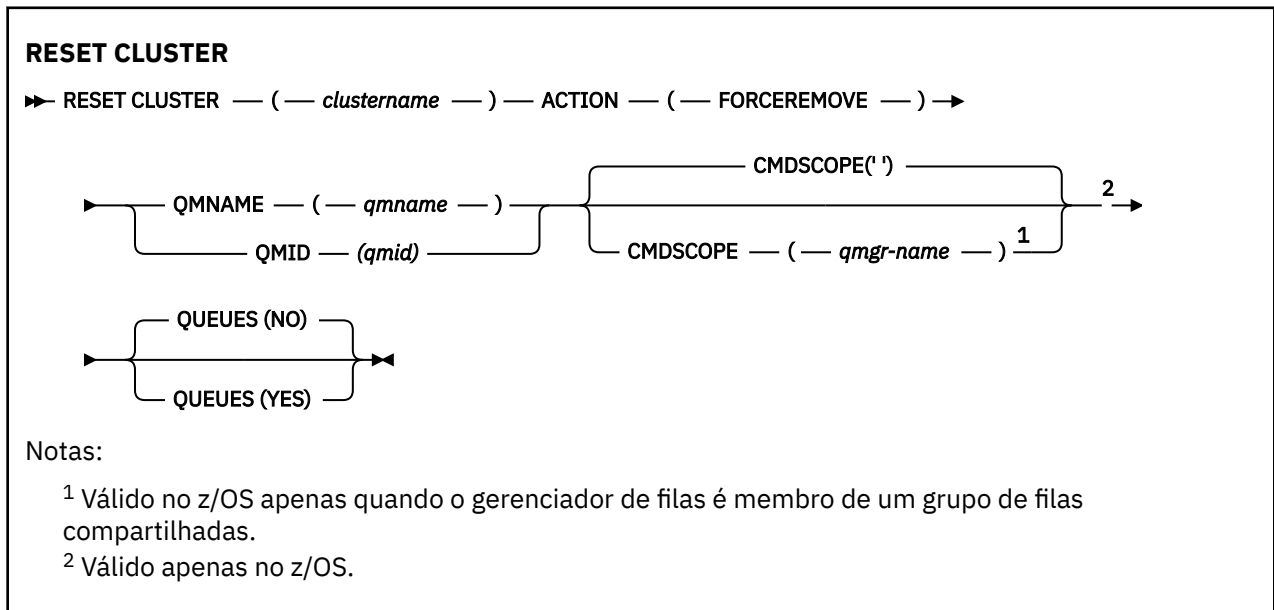 RESET CLUSTER
RESET CLUSTER ( clustername ) ACTION ( FORCEREMOVE )
CMDSCOPE(' ')
QMNAME ( qmname )
2
QMID (qmid)
CMDSCOPE ( qmgr-name ) 1
QUEUES (NO)
QUEUES (YES)
Notas:
1 Válido no z/OS apenas quando o gerenciador de filas é membro de um grupo de filas
compartilhadas.
2 Válido apenas no z/OS.